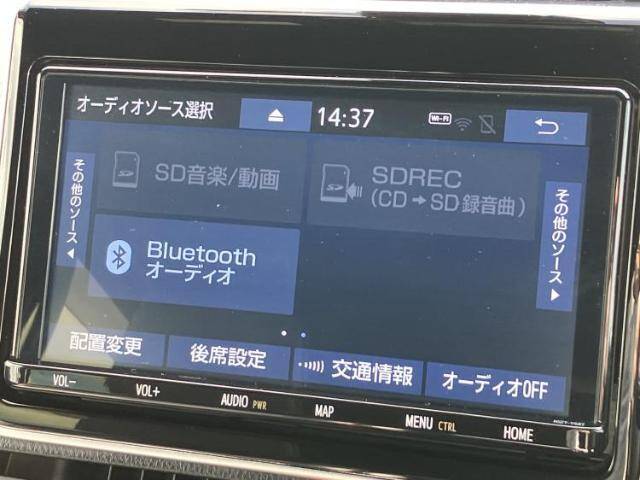 オーディオソース選択
14:37
Wi-Fi
その他のソース
SD音楽/動画
SDREC
(CD→SD録音曲)
その他のソース
Bluetooth
オーディオ
配置変更
後席設定
交通情報
オーディオOFF
VOL-
VOL+
AUDIO PWR
MAP
MENU CTRL
HOME